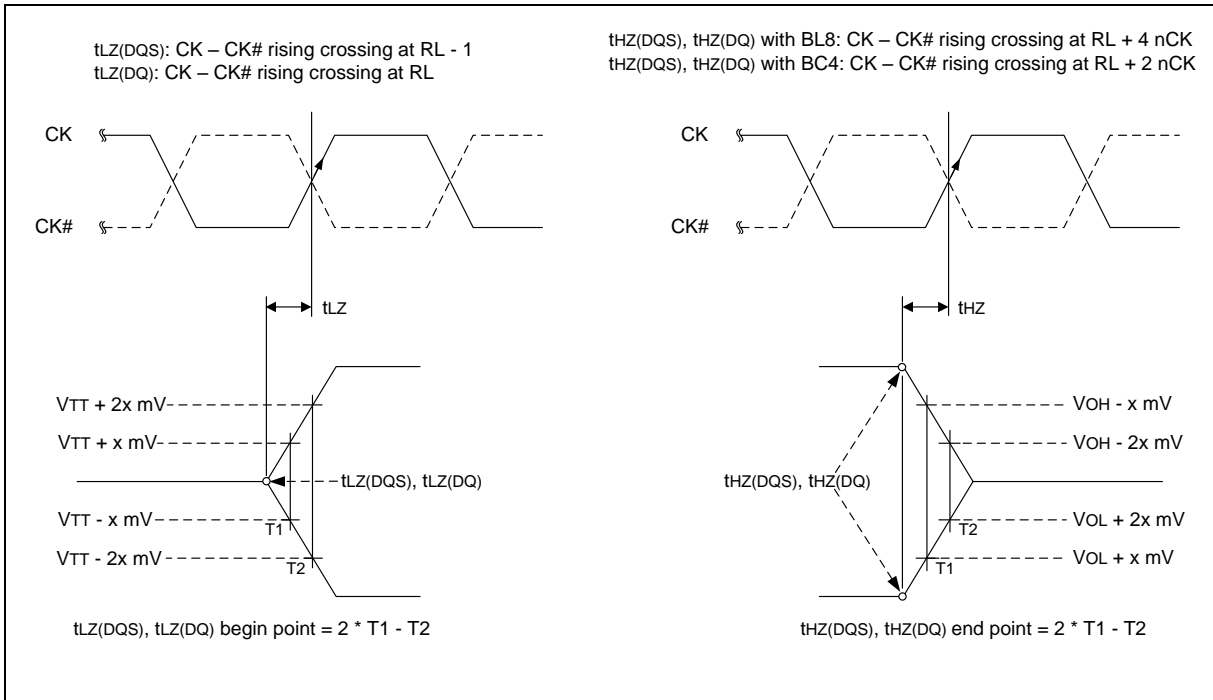 tLZ(DQS): CK – CK# rising crossing at RL - 1
tLZ(DQ): CK – CK# rising crossing at RL
tHZ(DQS), tHZ(DQ) with BL8: CK – CK# rising crossing at RL + 4 nCK
tHZ(DQS), tHZ(DQ) with BC4: CK – CK# rising crossing at RL + 2 nCK
CK
CK#
tLZ
VTT + 2x mV
VTT + x mV
tLZ(DQS), tLZ(DQ)
VTT - x mV
T1
VTT - 2x mV
T2
tLZ(DQS), tLZ(DQ) begin point = 2 * T1 - T2
CK
CK#
tHZ
VOH - x mV
VOH - 2x mV
tHZ(DQS), tHZ(DQ)
VOL + 2x mV
T2
VOL + x mV
T1
tHZ(DQS), tHZ(DQ) end point = 2 * T1 - T2